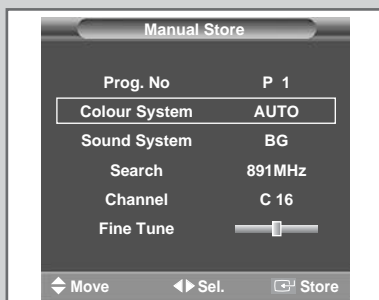 Manual Store
Prog. No P 1
Colour System AUTO
Sound System BG
Search 891MHz
Channel C 16
Fine Tune
Move Sel. Store